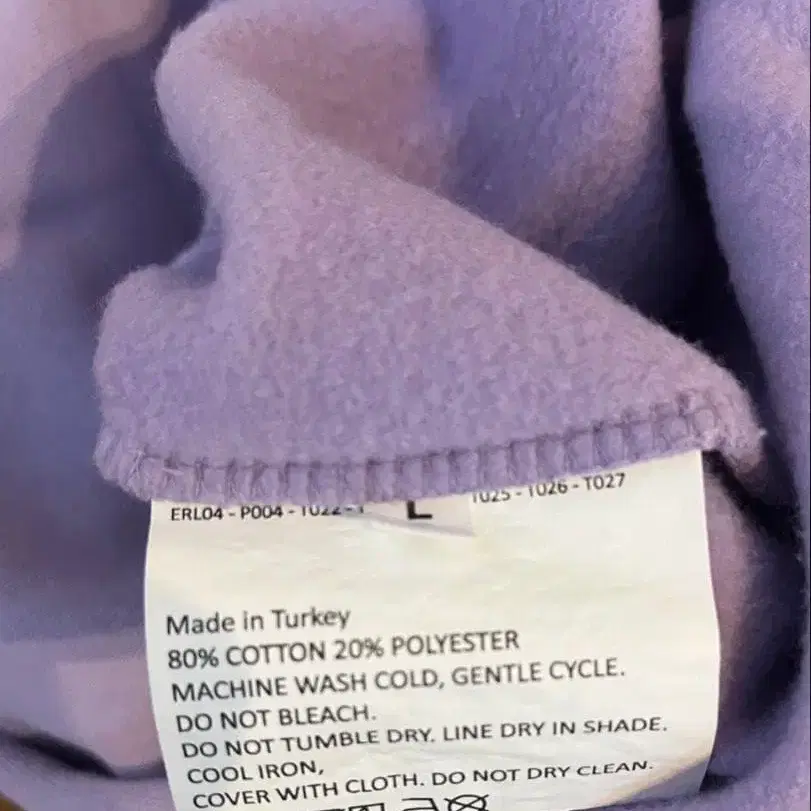 ERL04 - P004 - T022 - T
L
T025 - T026 - T027
Made in Turkey
80% COTTON 20% POLYESTER
MACHINE WASH COLD, GENTLE CYCLE.
DO NOT BLEACH.
DO NOT TUMBLE DRY. LINE DRY IN SHADE.
COOL IRON,
COVER WITH CLOTH. DO NOT DRY CLEAN.